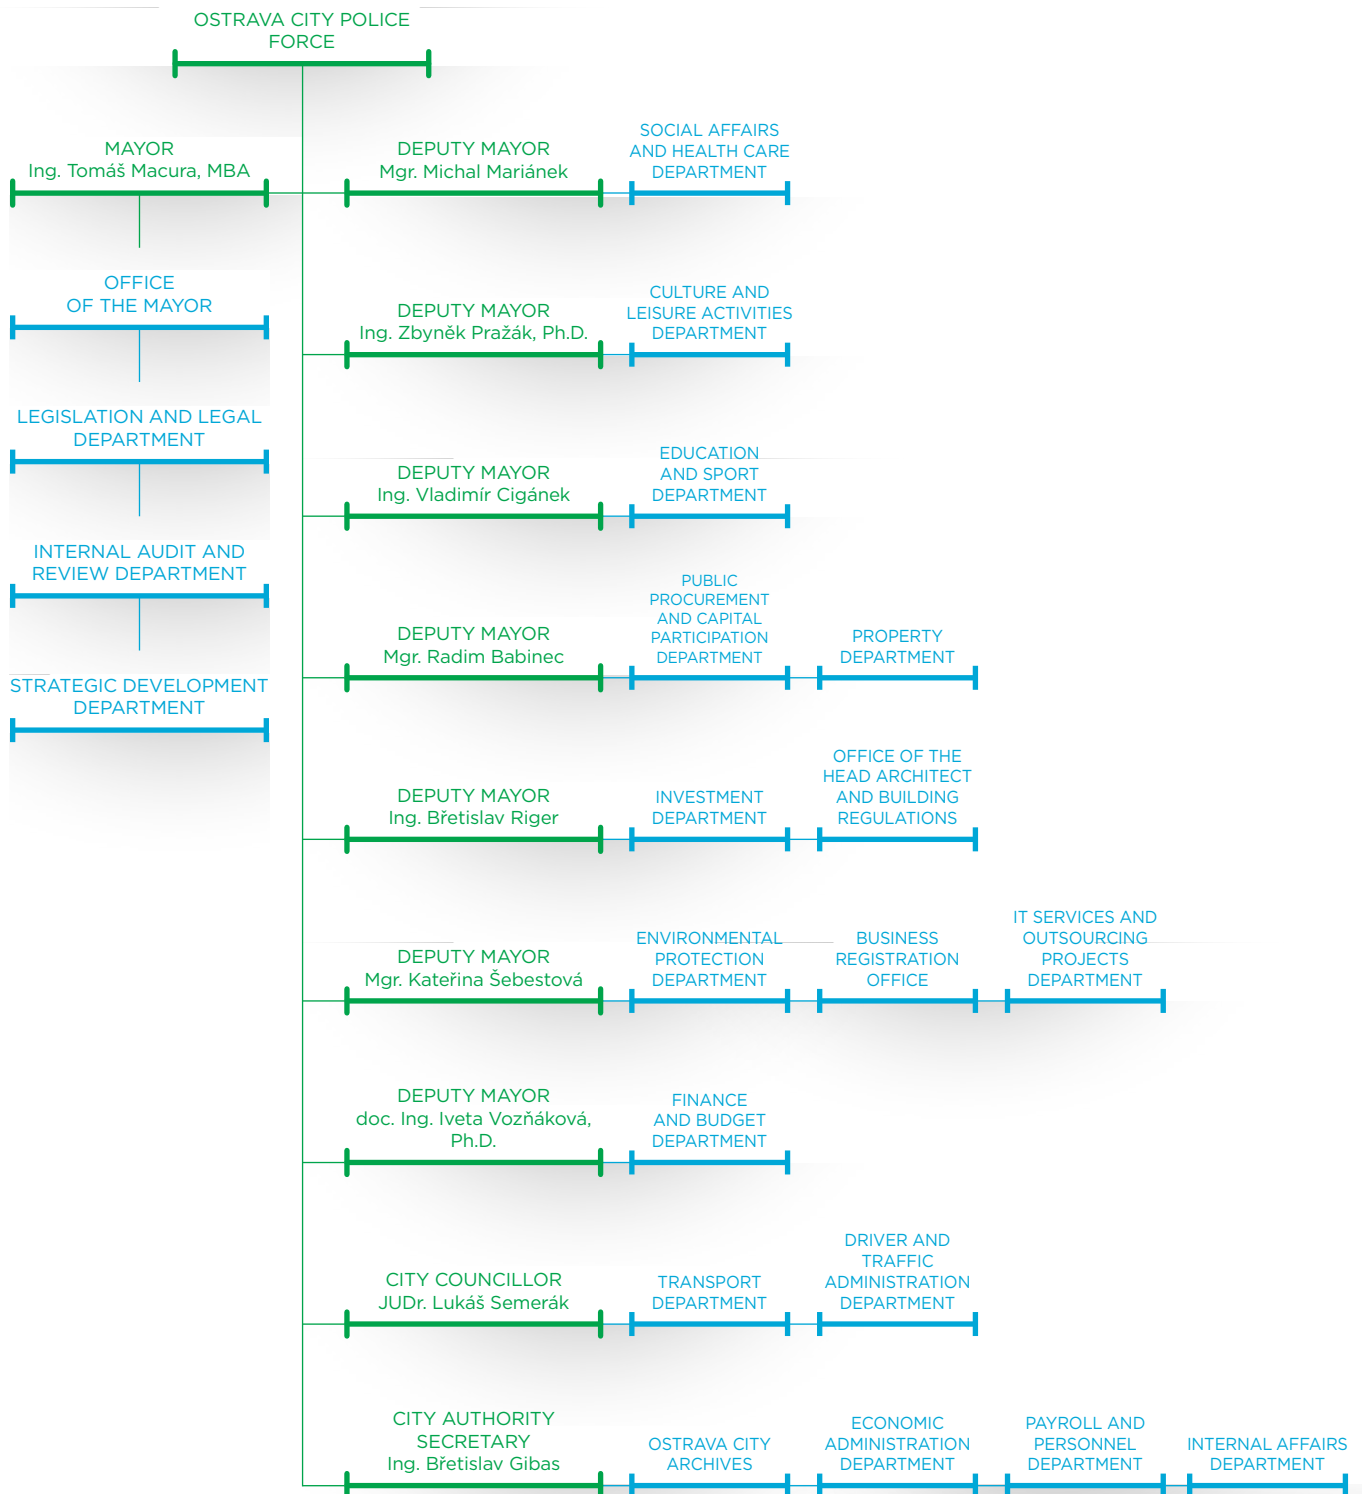 OSTRAVA CITY POLICE
FORCE
MAYOR
Ing. Tomáš Macura, MBA
OFFICE
OF THE MAYOR
LEGISLATION AND LEGAL
DEPARTMENT
INTERNAL AUDIT AND
REVIEW DEPARTMENT
STRATEGIC DEVELOPMENT
DEPARTMENT
DEPUTY MAYOR
Mgr. Michal Mariánek
SOCIAL AFFAIRS
AND HEALTH CARE
DEPARTMENT
DEPUTY MAYOR
Ing. Zbyněk Pražák, Ph.D.
CULTURE AND
LEISURE ACTIVITIES
DEPARTMENT
DEPUTY MAYOR
Ing. Vladimír Cigánek
EDUCATION
AND SPORT
DEPARTMENT
DEPUTY MAYOR
Mgr. Radim Babinec
PUBLIC
PROCUREMENT
AND CAPITAL
PARTICIPATION
DEPARTMENT
PROPERTY
DEPARTMENT
DEPUTY MAYOR
Ing. Břetislav Riger
INVESTMENT
DEPARTMENT
OFFICE OF THE
HEAD ARCHITECT
AND BUILDING
REGULATIONS
DEPUTY MAYOR
Mgr. Kateřina Šebestová
ENVIRONMENTAL
PROTECTION
DEPARTMENT
BUSINESS
REGISTRATION
OFFICE
IT SERVICES AND
OUTSOURCING
PROJECTS
DEPARTMENT
DEPUTY MAYOR
doc. Ing. Iveta Vozňáková,
Ph.D.
FINANCE
AND BUDGET
DEPARTMENT
CITY COUNCILLOR
JUDr. Lukáš Semerák
TRANSPORT
DEPARTMENT
DRIVER AND
TRAFFIC
ADMINISTRATION
DEPARTMENT
CITY AUTHORITY
SECRETARY
Ing. Břetislav Gibas
OSTRAVA CITY
ARCHIVES
ECONOMIC
ADMINISTRATION
DEPARTMENT
PAYROLL AND
PERSONNEL
DEPARTMENT
INTERNAL AFFAIRS
DEPARTMENT